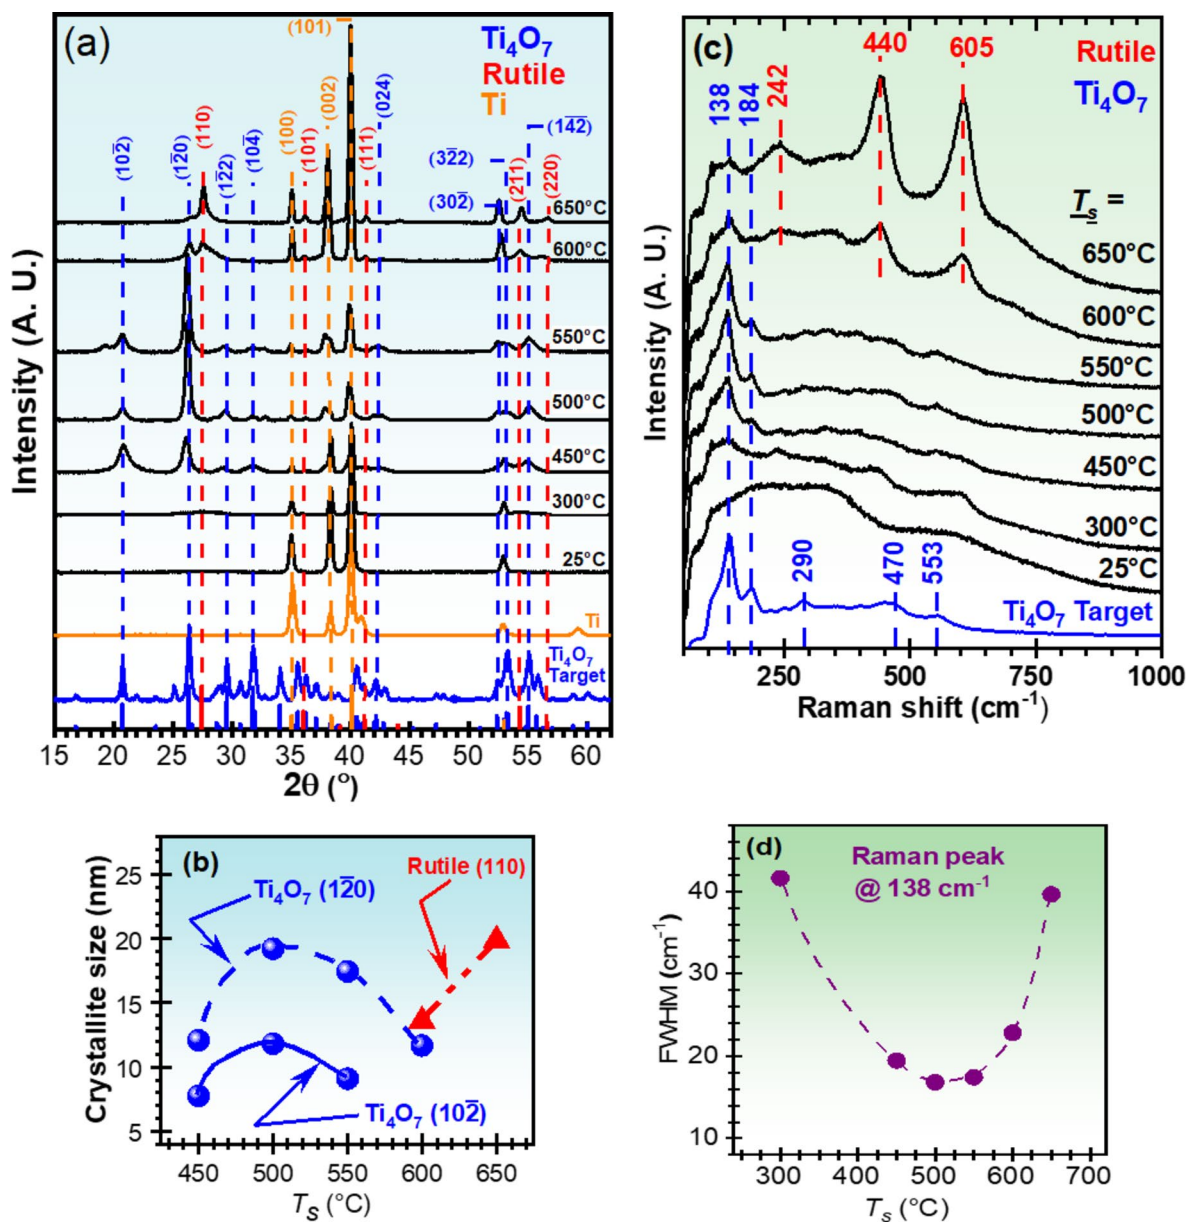 (a)
Ti₄O₇
Rutile
Ti
(101)
(002)
(024)
(14̅2̅)
(10̅2̅)
(12̅0)
(110)
(1̅22)
(104̅)
(100)
(101)
(111)
(32̅2)
(302̅)
(211)
(220)
650°C
600°C
550°C
500°C
450°C
300°C
25°C
Ti
Ti₄O₇
Target
Intensity (A. U.)
15 20 25 30 35 40 45 50 55 60
2θ (°)
(c)
440 605
Rutile
Ti₄O₇
138
184
242
Tₛ =
650°C
600°C
550°C
500°C
450°C
300°C
25°C
290
470
553
Ti₄O₇ Target
Intensity (A. U.)
250 500 750 1000
Raman shift (cm⁻¹)
(b)
Rutile (110)
Ti₄O₇ (12̅0)
Ti₄O₇ (102̅)
25
20
15
10
5
Crystallite size (nm)
450 500 550 600 650
Tₛ (°C)
(d)
Raman peak
@ 138 cm⁻¹
40
30
20
10
FWHM (cm⁻¹)
300 400 500 600 700
Tₛ (°C)